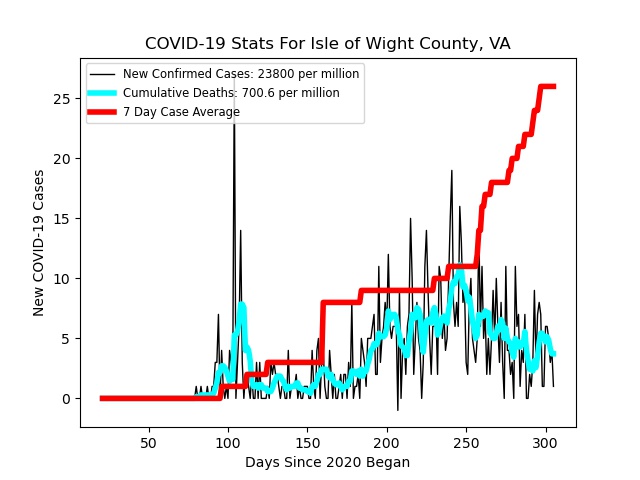 COVID-19 Stats For Isle of Wight County, VA
New Confirmed Cases: 23800 per million
Cumulative Deaths: 700.6 per million
7 Day Case Average
New COVID-19 Cases
25
20
15
10
5
0
50 100 150 200 250 300
Days Since 2020 Began